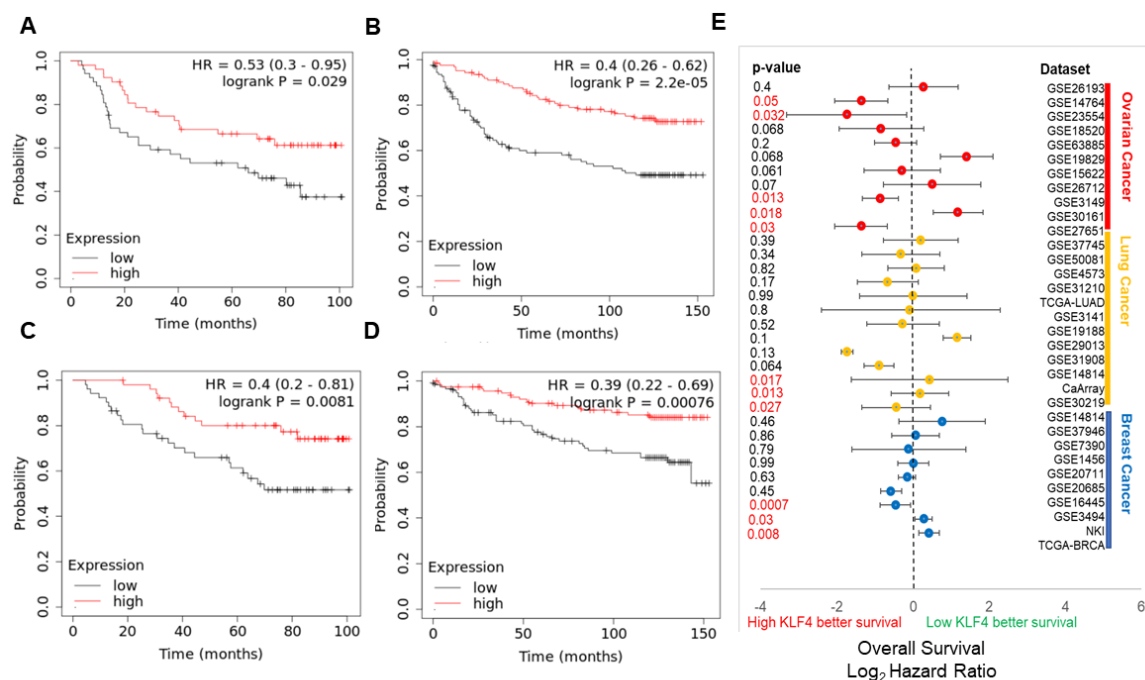 A
HR = 0.53 (0.3 - 0.95)
logrank P = 0.029
Probability
1.0
0.8
0.6
0.4
0.2
0.0
Expression
low
high
0 20 40 60 80 100
Time (months)
B
HR = 0.4 (0.26 - 0.62)
logrank P = 2.2e-05
Probability
1.0
0.8
0.6
0.4
0.2
0.0
Expression
low
high
0 50 100 150
Time (months)
C
HR = 0.4 (0.2 - 0.81)
logrank P = 0.0081
Probability
1.0
0.8
0.6
0.4
0.2
0.0
Expression
low
high
0 20 40 60 80 100
Time (months)
D
HR = 0.39 (0.22 - 0.69)
logrank P = 0.00076
Probability
1.0
0.8
0.6
0.4
0.2
0.0
Expression
low
high
0 50 100 150
Time (months)
E
p-value
0.4
0.05
0.032
0.068
0.2
0.068
0.061
0.07
0.013
0.018
0.03
0.39
0.34
0.82
0.17
0.99
0.8
0.52
0.1
0.13
0.064
0.017
0.013
0.027
0.46
0.86
0.79
0.99
0.63
0.45
0.0007
0.03
0.008
Dataset
GSE26193
GSE14764
GSE23554
GSE18520
GSE63885
GSE19829
GSE15622
GSE26712
GSE3149
GSE30161
GSE27651
GSE37745
GSE50081
GSE4573
GSE31210
TCGA-LUAD
GSE3141
GSE19188
GSE29013
GSE31908
GSE14814
CaArray
GSE30219
GSE14814
GSE37946
GSE7390
GSE1456
GSE20711
GSE20685
GSE16445
GSE3494
NKI
TCGA-BRCA
Ovarian Cancer
Lung Cancer
Breast Cancer
-4 -2 0 2 4 6
High KLF4 better survival
Low KLF4 better survival
Overall Survival
Log2 Hazard Ratio